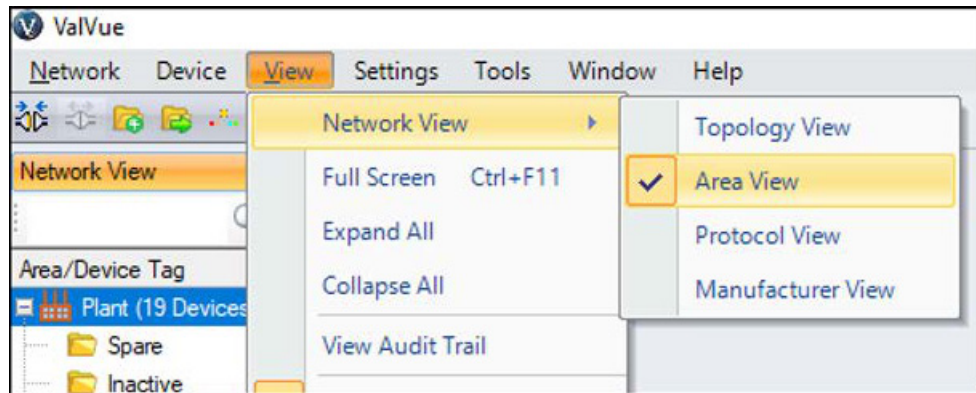 ValVue
Network Device View Settings Tools Window Help
Network View
Topology View
Area View
Protocol View
Manufacturer View
Full Screen Ctrl+F11
Expand All
Collapse All
View Audit Trail
Network View
Area/Device Tag
Plant (19 Devices
Spare
Inactive